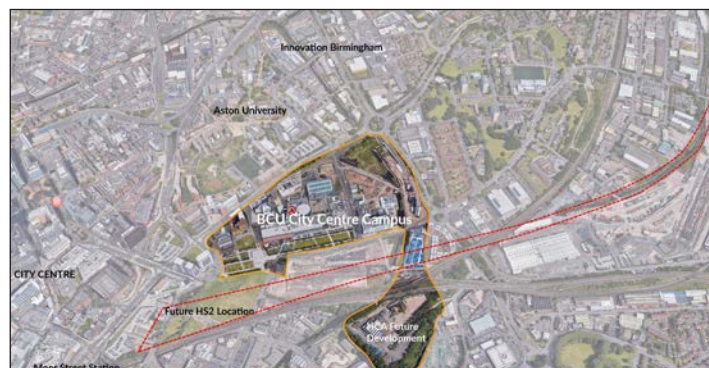 Innovation Birmingham
Aston University
BCU City Centre Campus
CITY CENTRE
Future HS2 Location
HCA Future
Development
Moor Street Station